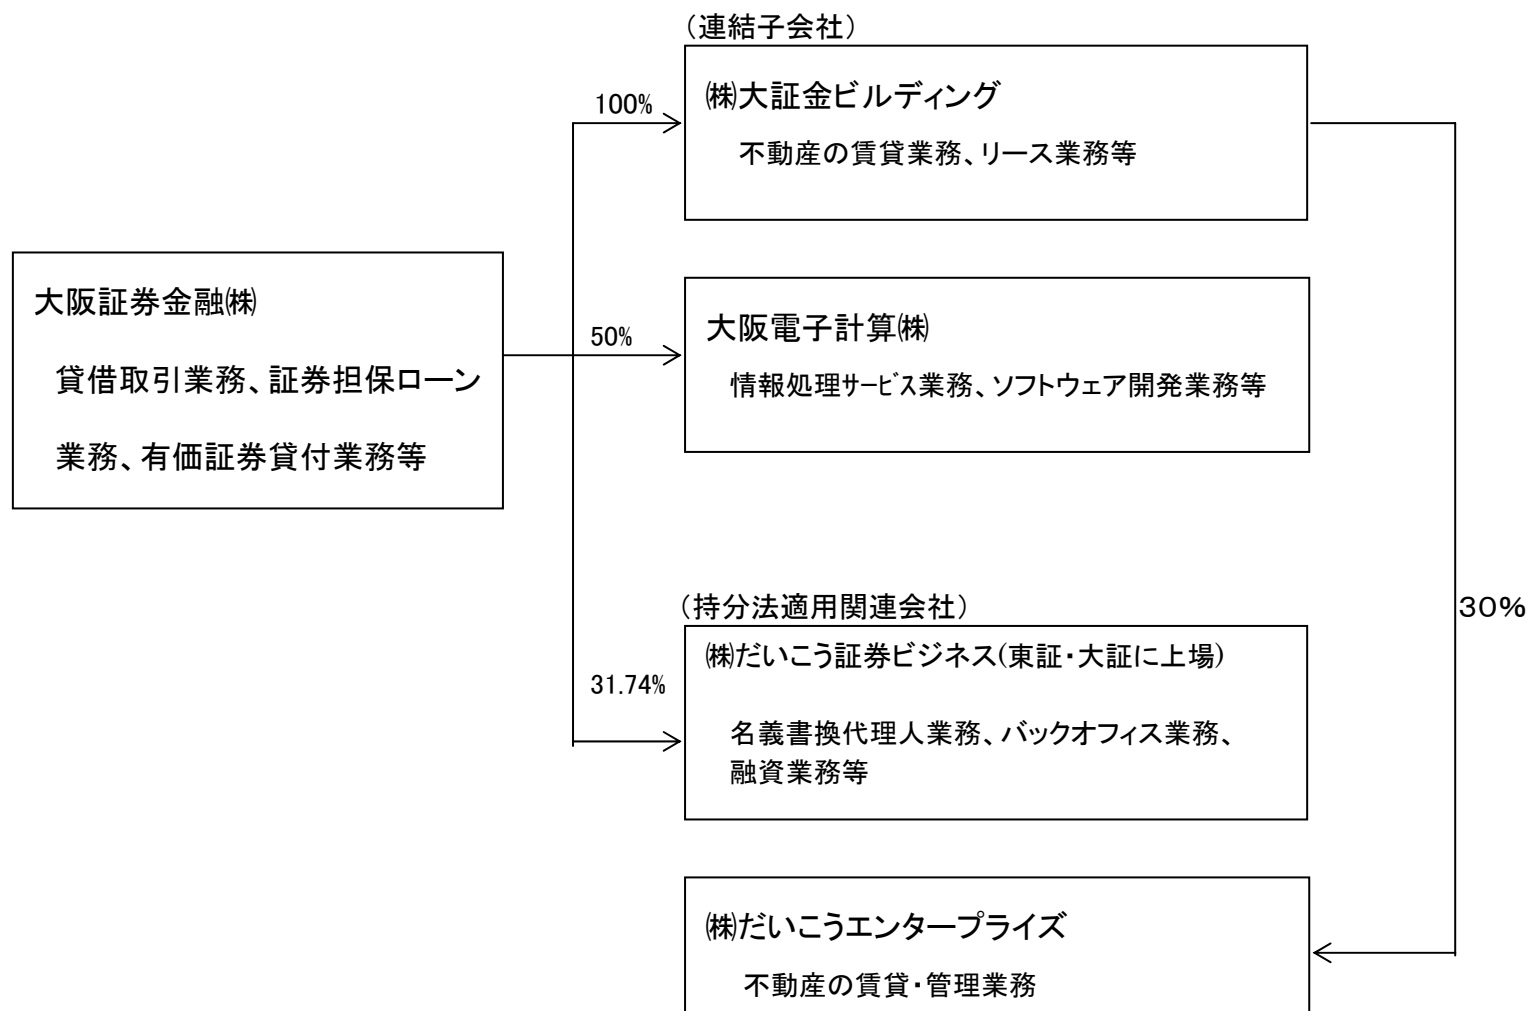 （連結子会社）
㈱大証金ビルディング
100%
不動産の賃貸業務、リース業務等
大阪証券金融㈱
貸借取引業務、証券担保ローン
業務、有価証券貸付業務等
50%
大阪電子計算㈱
情報処理ｻｰﾋﾞｽ業務、ソフトウェア開発業務等
（持分法適用関連会社）
30%
㈱だいこう証券ビジネス(東証・大証に上場)
31.74%
名義書換代理人業務、バックオフィス業務、
融資業務等
㈱だいこうエンタープライズ
不動産の賃貸・管理業務